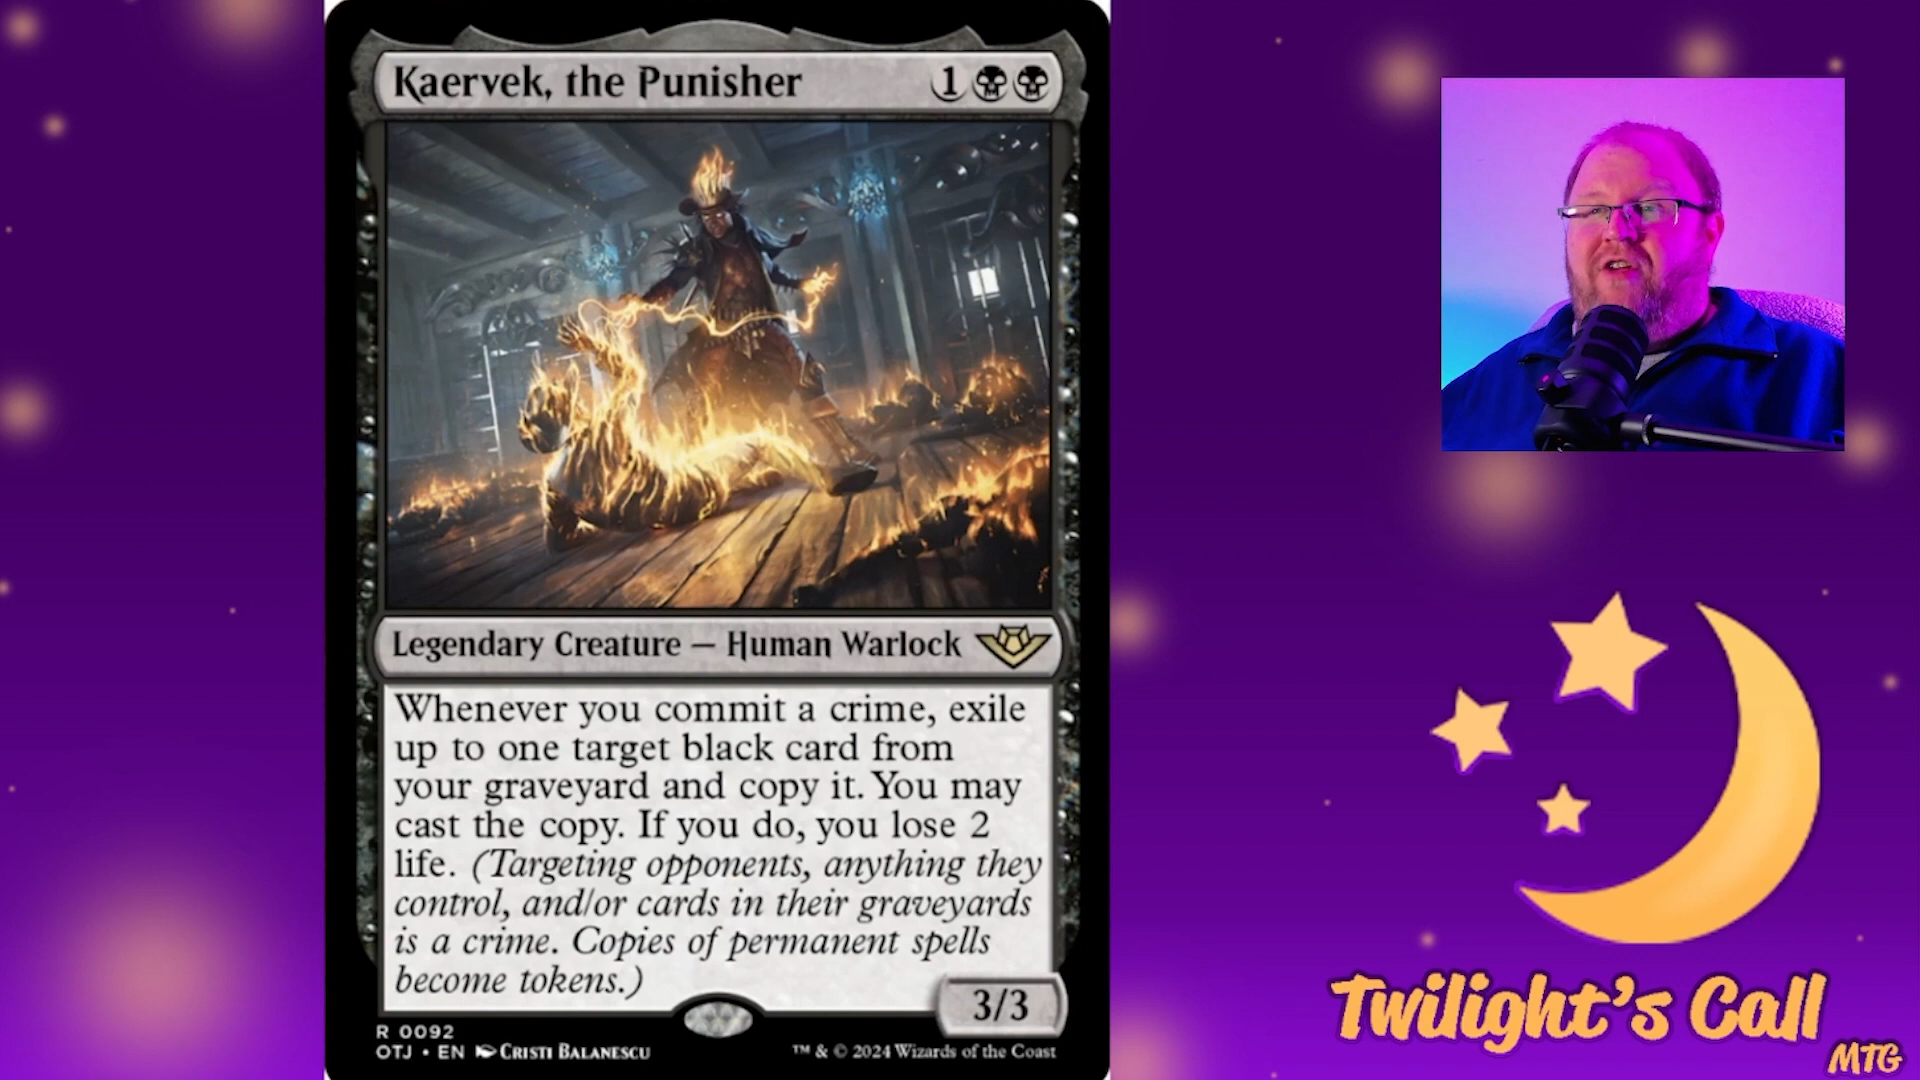 Kaervek, the Punisher 1
Legendary Creature — Human Warlock
Whenever you commit a crime, exile
up to one target black card from
your graveyard and copy it. You may
cast the copy. If you do, you lose 2
life. (Targeting opponents, anything they
control, and/or cards in their graveyards
is a crime. Copies of permanent spells
become tokens.)
3/3
R 0092
OTJ • EN CRISTI BALANESCU
™ & © 2024 Wizards of the Coast
Twilight's Call
MTG